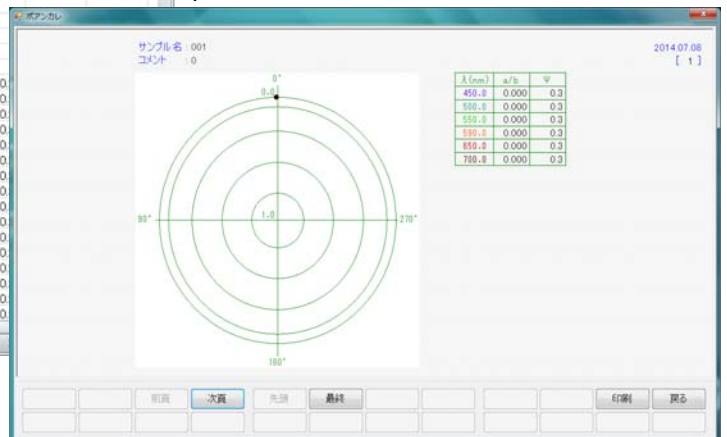 ポアンカレ
サンプル名 : 001
コメント : 0
2014.07.08
[ 1 ]
0°
0.0
90°
1.0
270°
180°
λ(nm) a/b Ψ
450.0 0.000 0.3
500.0 0.000 0.3
550.0 0.000 0.3
590.0 0.000 0.3
650.0 0.000 0.3
700.0 0.000 0.3
前頁 次頁 先頭 最終 印刷 戻る